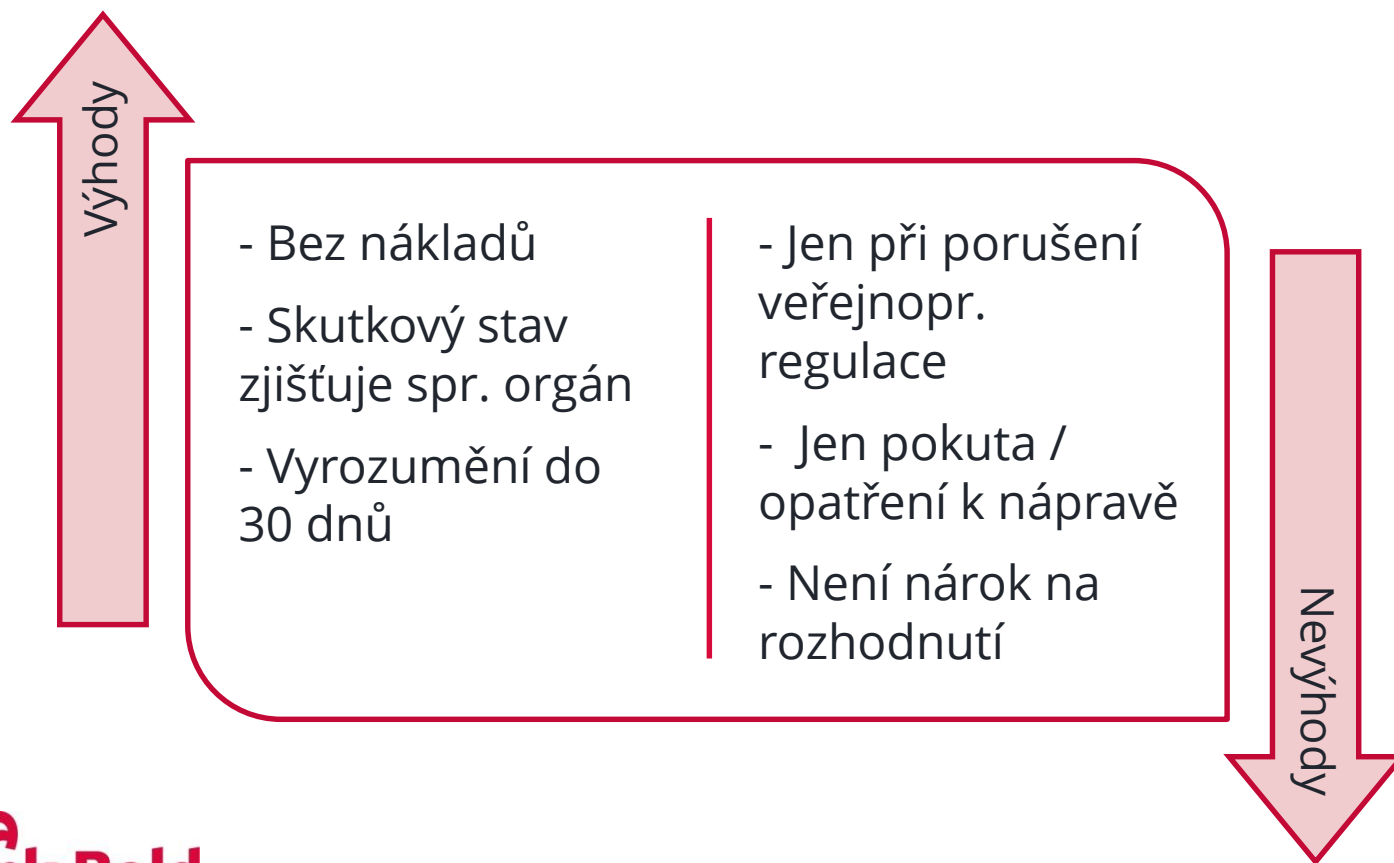 Výhody
- Bez nákladů
- Skutkový stav
zjišťuje spr. orgán
- Vyrozumění do
30 dnů
- Jen při porušení
veřejnopr.
regulace
- Jen pokuta /
opatření k nápravě
- Není nárok na
rozhodnutí
Nevýhody